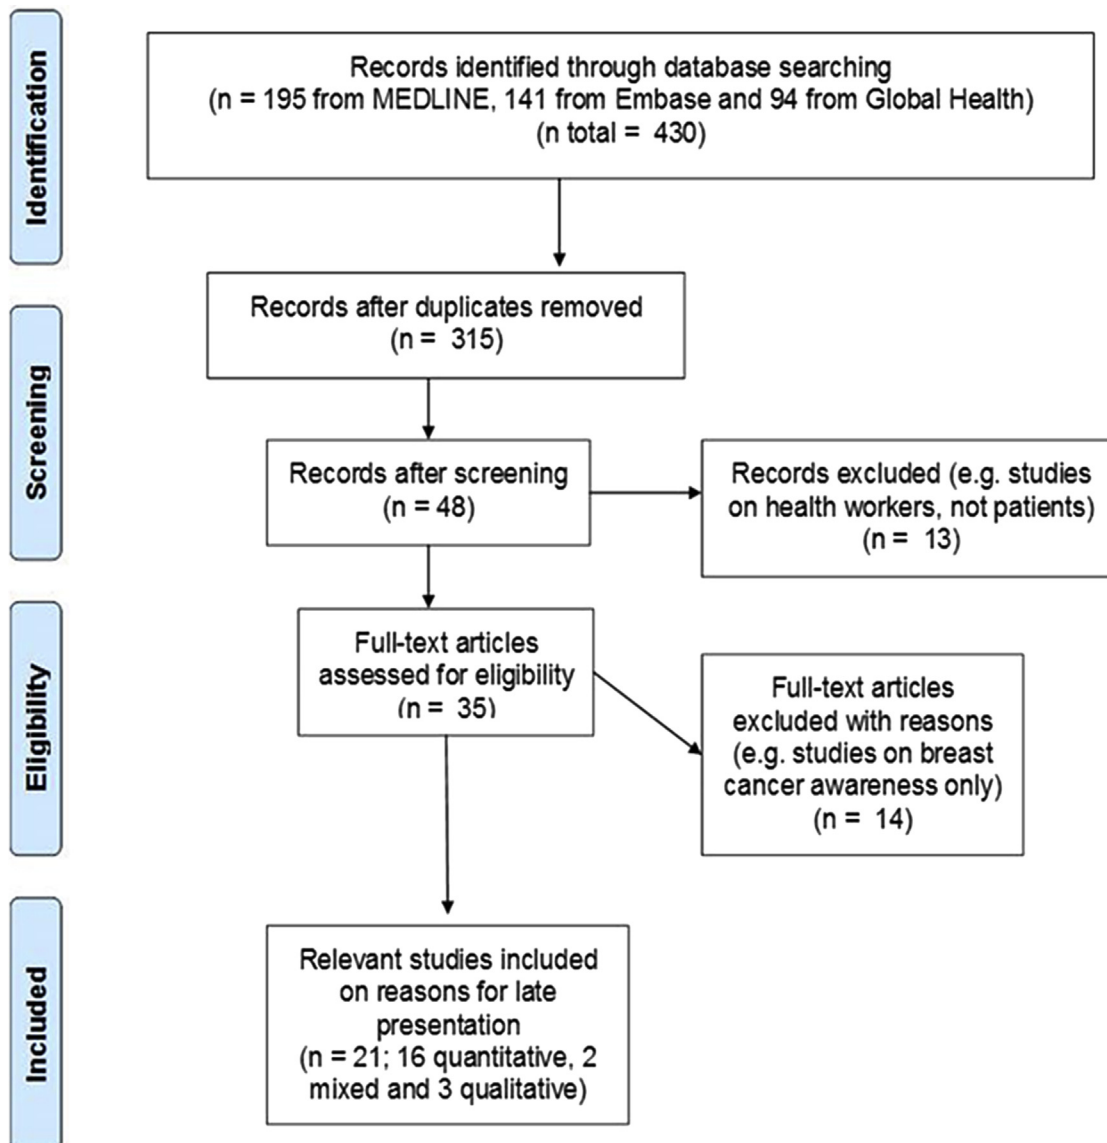 Identification
Records identified through database searching
(n = 195 from MEDLINE, 141 from Embase and 94 from Global Health)
(n total = 430)
Screening
Records after duplicates removed
(n = 315)
Records after screening
(n = 48)
Records excluded (e.g. studies
on health workers, not patients)
(n = 13)
Eligibility
Full-text articles
assessed for eligibility
(n = 35)
Full-text articles
excluded with reasons
(e.g. studies on breast
cancer awareness only)
(n = 14)
Included
Relevant studies included
on reasons for late
presentation
(n = 21; 16 quantitative, 2
mixed and 3 qualitative)